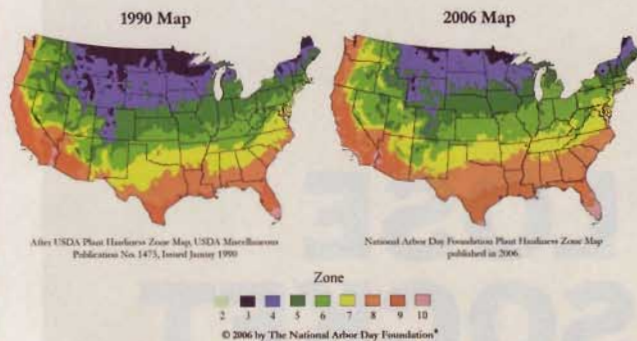 1990 Map
2006 Map
After USDA Plant Hardiness Zone Map, USDA Miscellaneous
Publication No. 1475, Issued January 1990
National Arbor Day Foundation Plant Hardiness Zone Map
published in 2006.
Zone
2 3 4 5 6 7 8 9 10
© 2006 by The National Arbor Day Foundation®